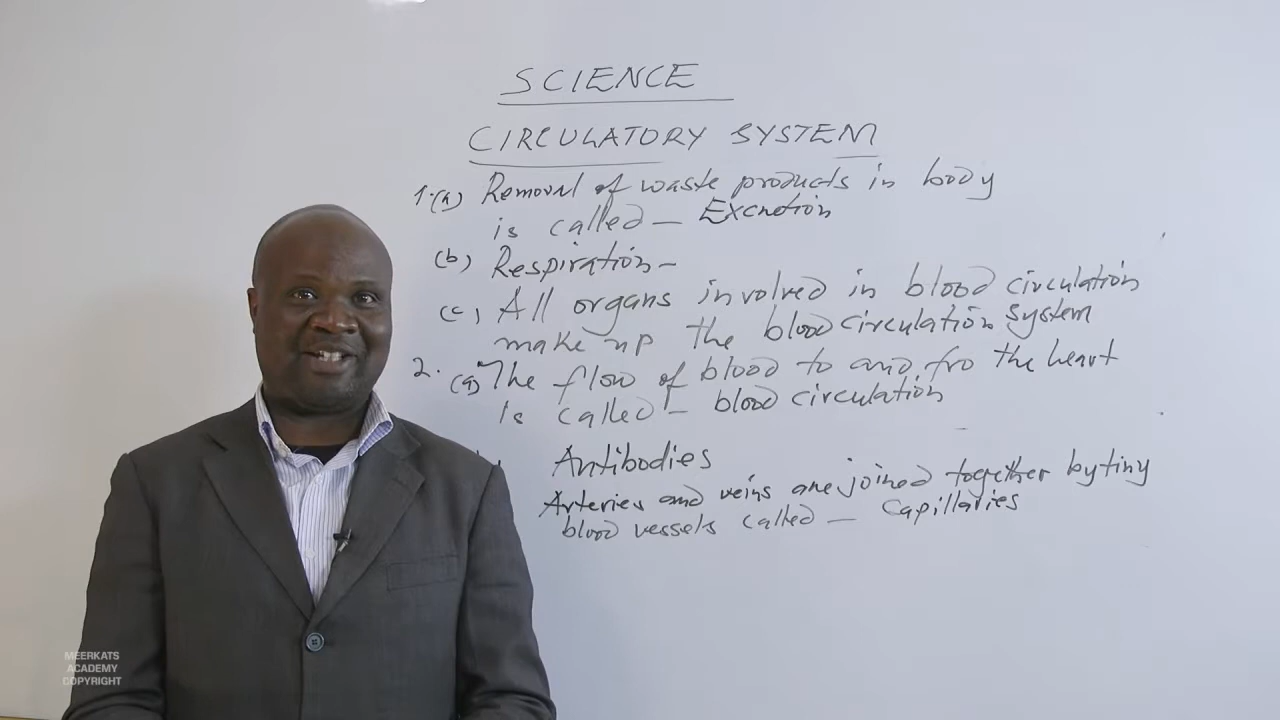 SCIENCE
CIRCULATORY SYSTEM
1.(a) Removal of waste products in body
is called - Excretion
(b) Respiration -
(c) All organs involved in blood circulation
make up the blood circulation system
2. (a) The flow of blood to and fro the heart
is called - blood circulation
Antibodies
Arteries and veins are joined together by tiny
blood vessels called - Capillaries
MEERKATS
ACADEMY
COPYRIGHT